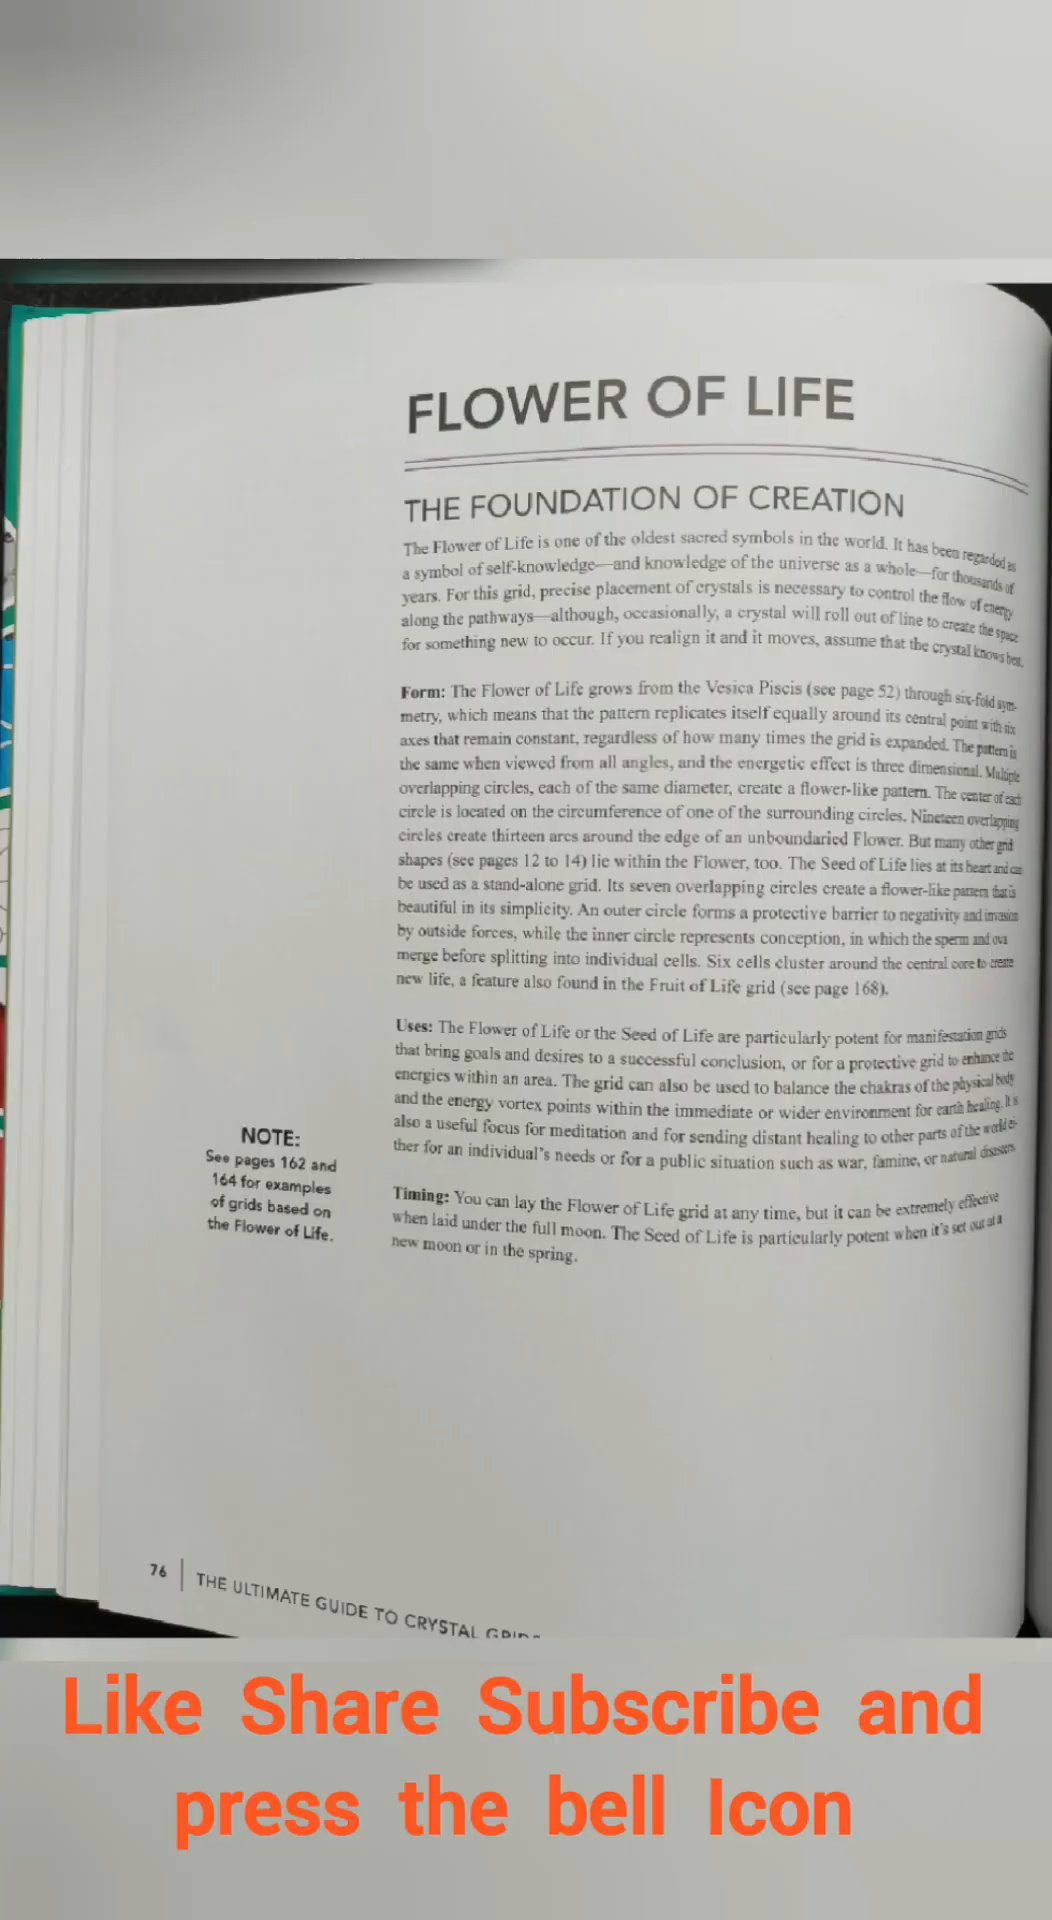 FLOWER OF LIFE
THE FOUNDATION OF CREATION
The Flower of Life is one of the oldest sacred symbols in the world. It has been regarded as
a symbol of self-knowledge—and knowledge of the universe as a whole—for thousands of
years. For this grid, precise placement of crystals is necessary to control the flow of energy
along the pathways—although, occasionally, a crystal will roll out of line to create the space
for something new to occur. If you realign it and it moves, assume that the crystal knows best.
Form: The Flower of Life grows from the Vesica Piscis (see page 52) through six-fold sym-
metry, which means that the pattern replicates itself equally around its central point with six
axes that remain constant, regardless of how many times the grid is expanded. The pattern is
the same when viewed from all angles, and the energetic effect is three dimensional. Multiple
overlapping circles, each of the same diameter, create a flower-like pattern. The center of each
circle is located on the circumference of one of the surrounding circles. Nineteen overlapping
circles create thirteen arcs around the edge of an unboundaried Flower. But many other grid
shapes (see pages 12 to 14) lie within the Flower, too. The Seed of Life lies at its heart and can
be used as a stand-alone grid. Its seven overlapping circles create a flower-like pattern that is
beautiful in its simplicity. An outer circle forms a protective barrier to negativity and invasion
by outside forces, while the inner circle represents conception, in which the sperm and ova
merge before splitting into individual cells. Six cells cluster around the central core to create
new life, a feature also found in the Fruit of Life grid (see page 168).
Uses: The Flower of Life or the Seed of Life are particularly potent for manifestation grids
that bring goals and desires to a successful conclusion, or for a protective grid to enhance the
energies within an area. The grid can also be used to balance the chakras of the physical body
and the energy vortex points within the immediate or wider environment for earth healing. It is
also a useful focus for meditation and for sending distant healing to other parts of the world ei-
ther for an individual's needs or for a public situation such as war, famine, or natural disasters.
Timing: You can lay the Flower of Life grid at any time, but it can be extremely effective
when laid under the full moon. The Seed of Life is particularly potent when it's set out at a
new moon or in the spring.
NOTE:
See pages 162 and
164 for examples
of grids based on
the Flower of Life.
76 | THE ULTIMATE GUIDE TO CRYSTAL GRIDS
Like Share Subscribe and
press the bell Icon